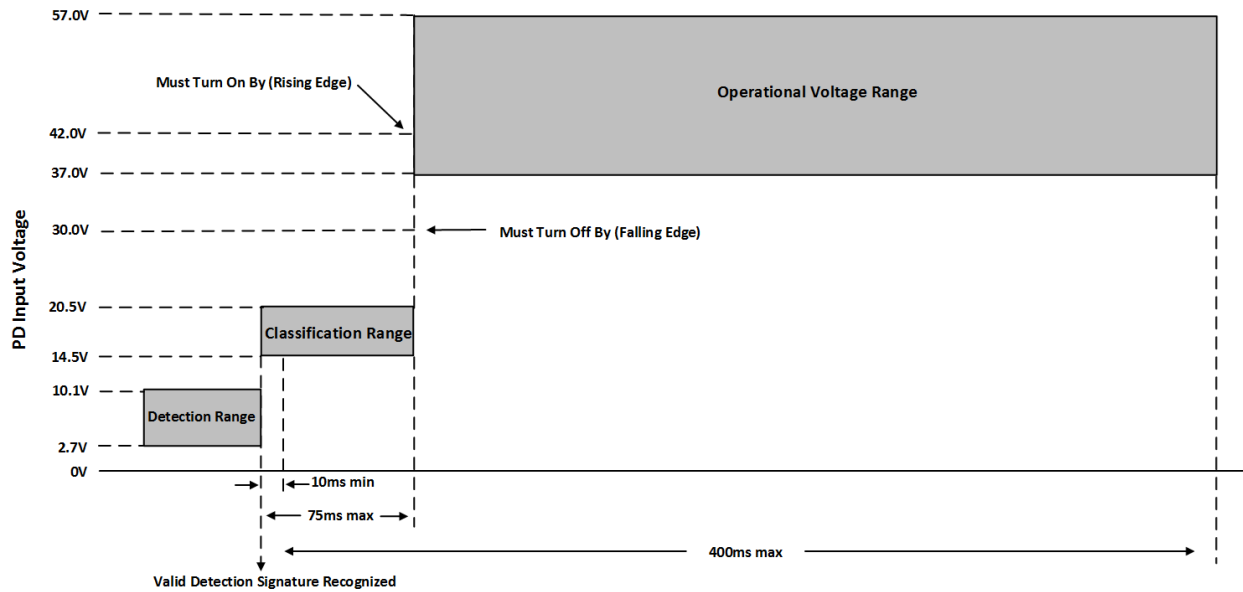 57.0V
Must Turn On By (Rising Edge)
Operational Voltage Range
42.0V
37.0V
PD Input Voltage
30.0V
Must Turn Off By (Falling Edge)
20.5V
Classification Range
14.5V
10.1V
Detection Range
2.7V
0V
10ms min
75ms max
400ms max
Valid Detection Signature Recognized